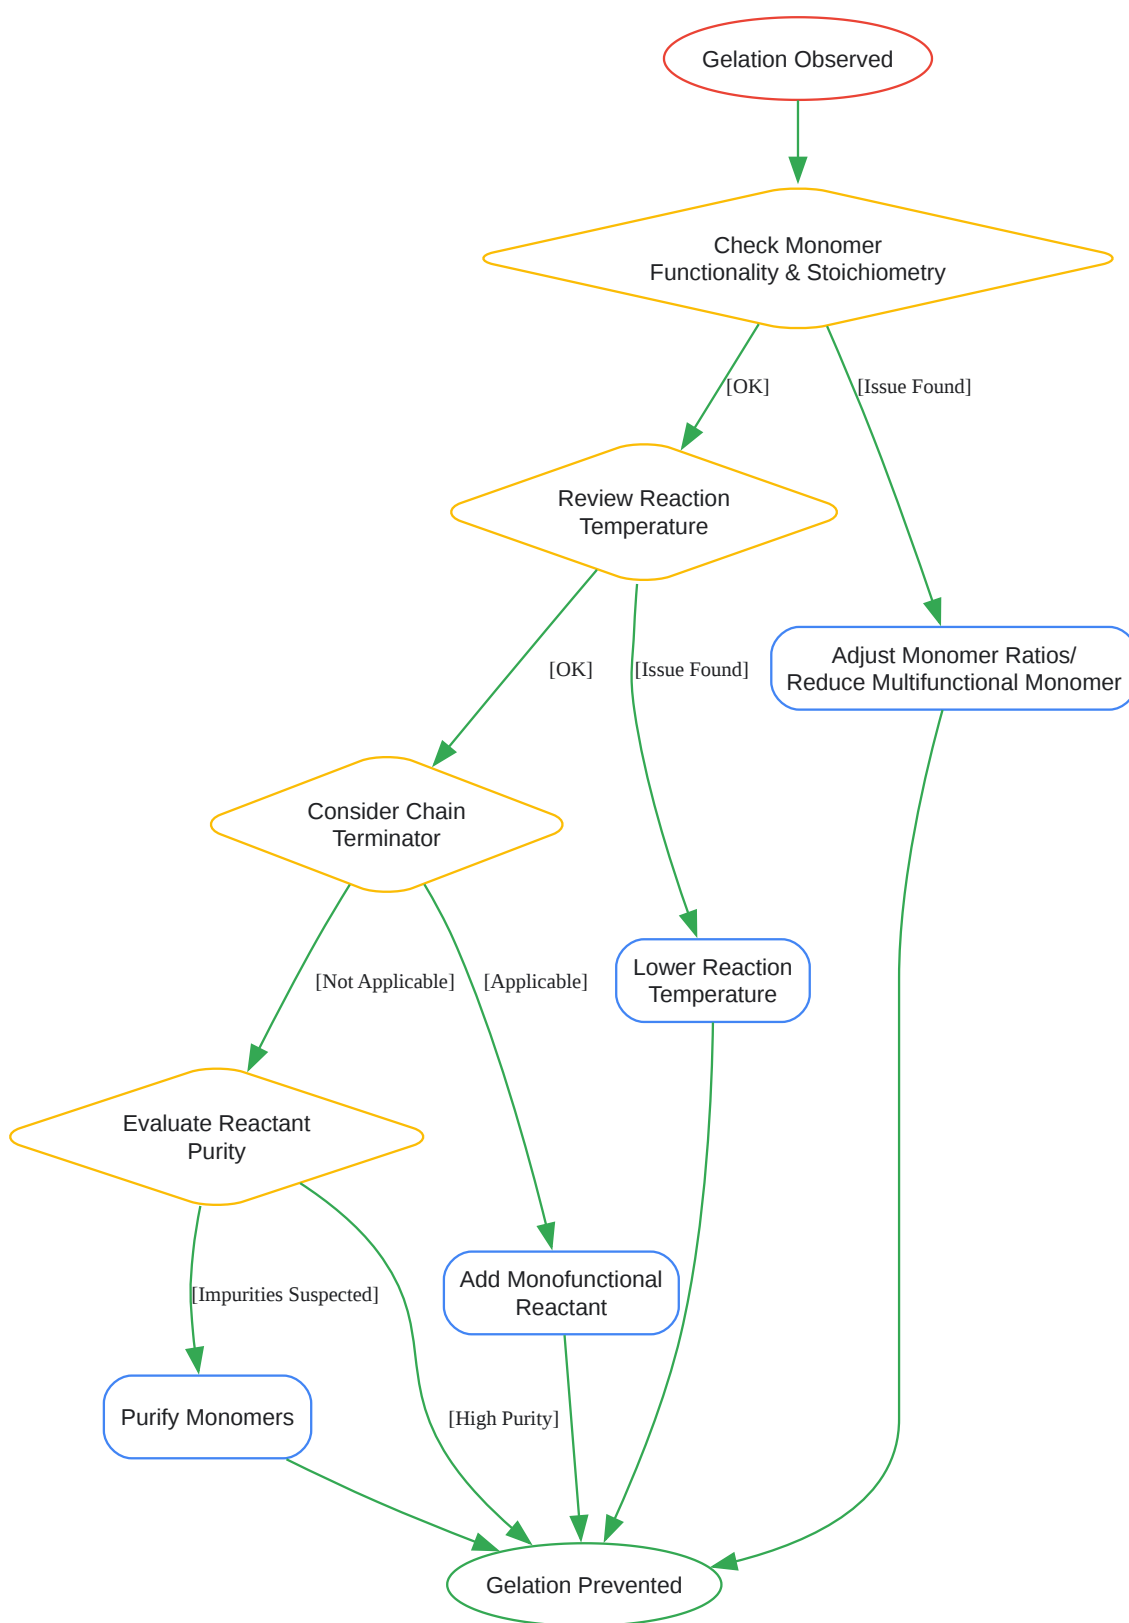 Gelation Observed
Check Monomer
Functionality & Stoichiometry
[OK]
[Issue Found]
Review Reaction
Temperature
[OK]
[Issue Found]
Adjust Monomer Ratios/
Reduce Multifunctional Monomer
Consider Chain
Terminator
[Not Applicable]
[Applicable]
Lower Reaction
Temperature
Evaluate Reactant
Purity
[Impurities Suspected]
Add Monofunctional
Reactant
Purify Monomers
[High Purity]
Gelation Prevented